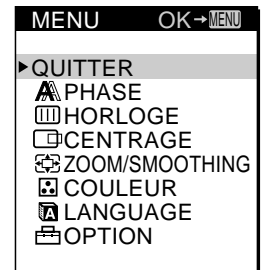 MENU OK→MENU
QUITTER
PHASE
HORLOGE
CENTRAGE
ZOOM/SMOOTHING
COULEUR
LANGUAGE
OPTION